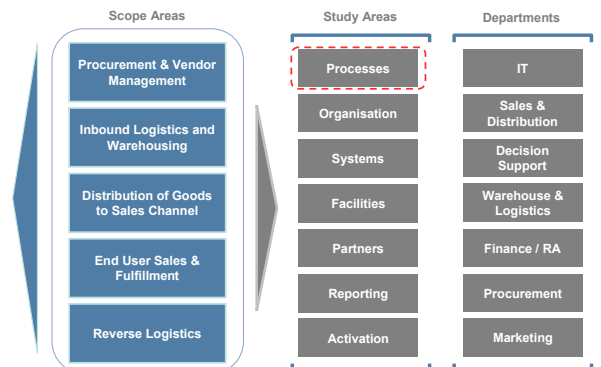 Scope Areas
Procurement & Vendor
Management
Inbound Logistics and
Warehousing
Distribution of Goods
to Sales Channel
End User Sales &
Fulfillment
Reverse Logistics
Study Areas
Processes
Organisation
Systems
Facilities
Partners
Reporting
Activation
Departments
IT
Sales &
Distribution
Decision
Support
Warehouse &
Logistics
Finance / RA
Procurement
Marketing